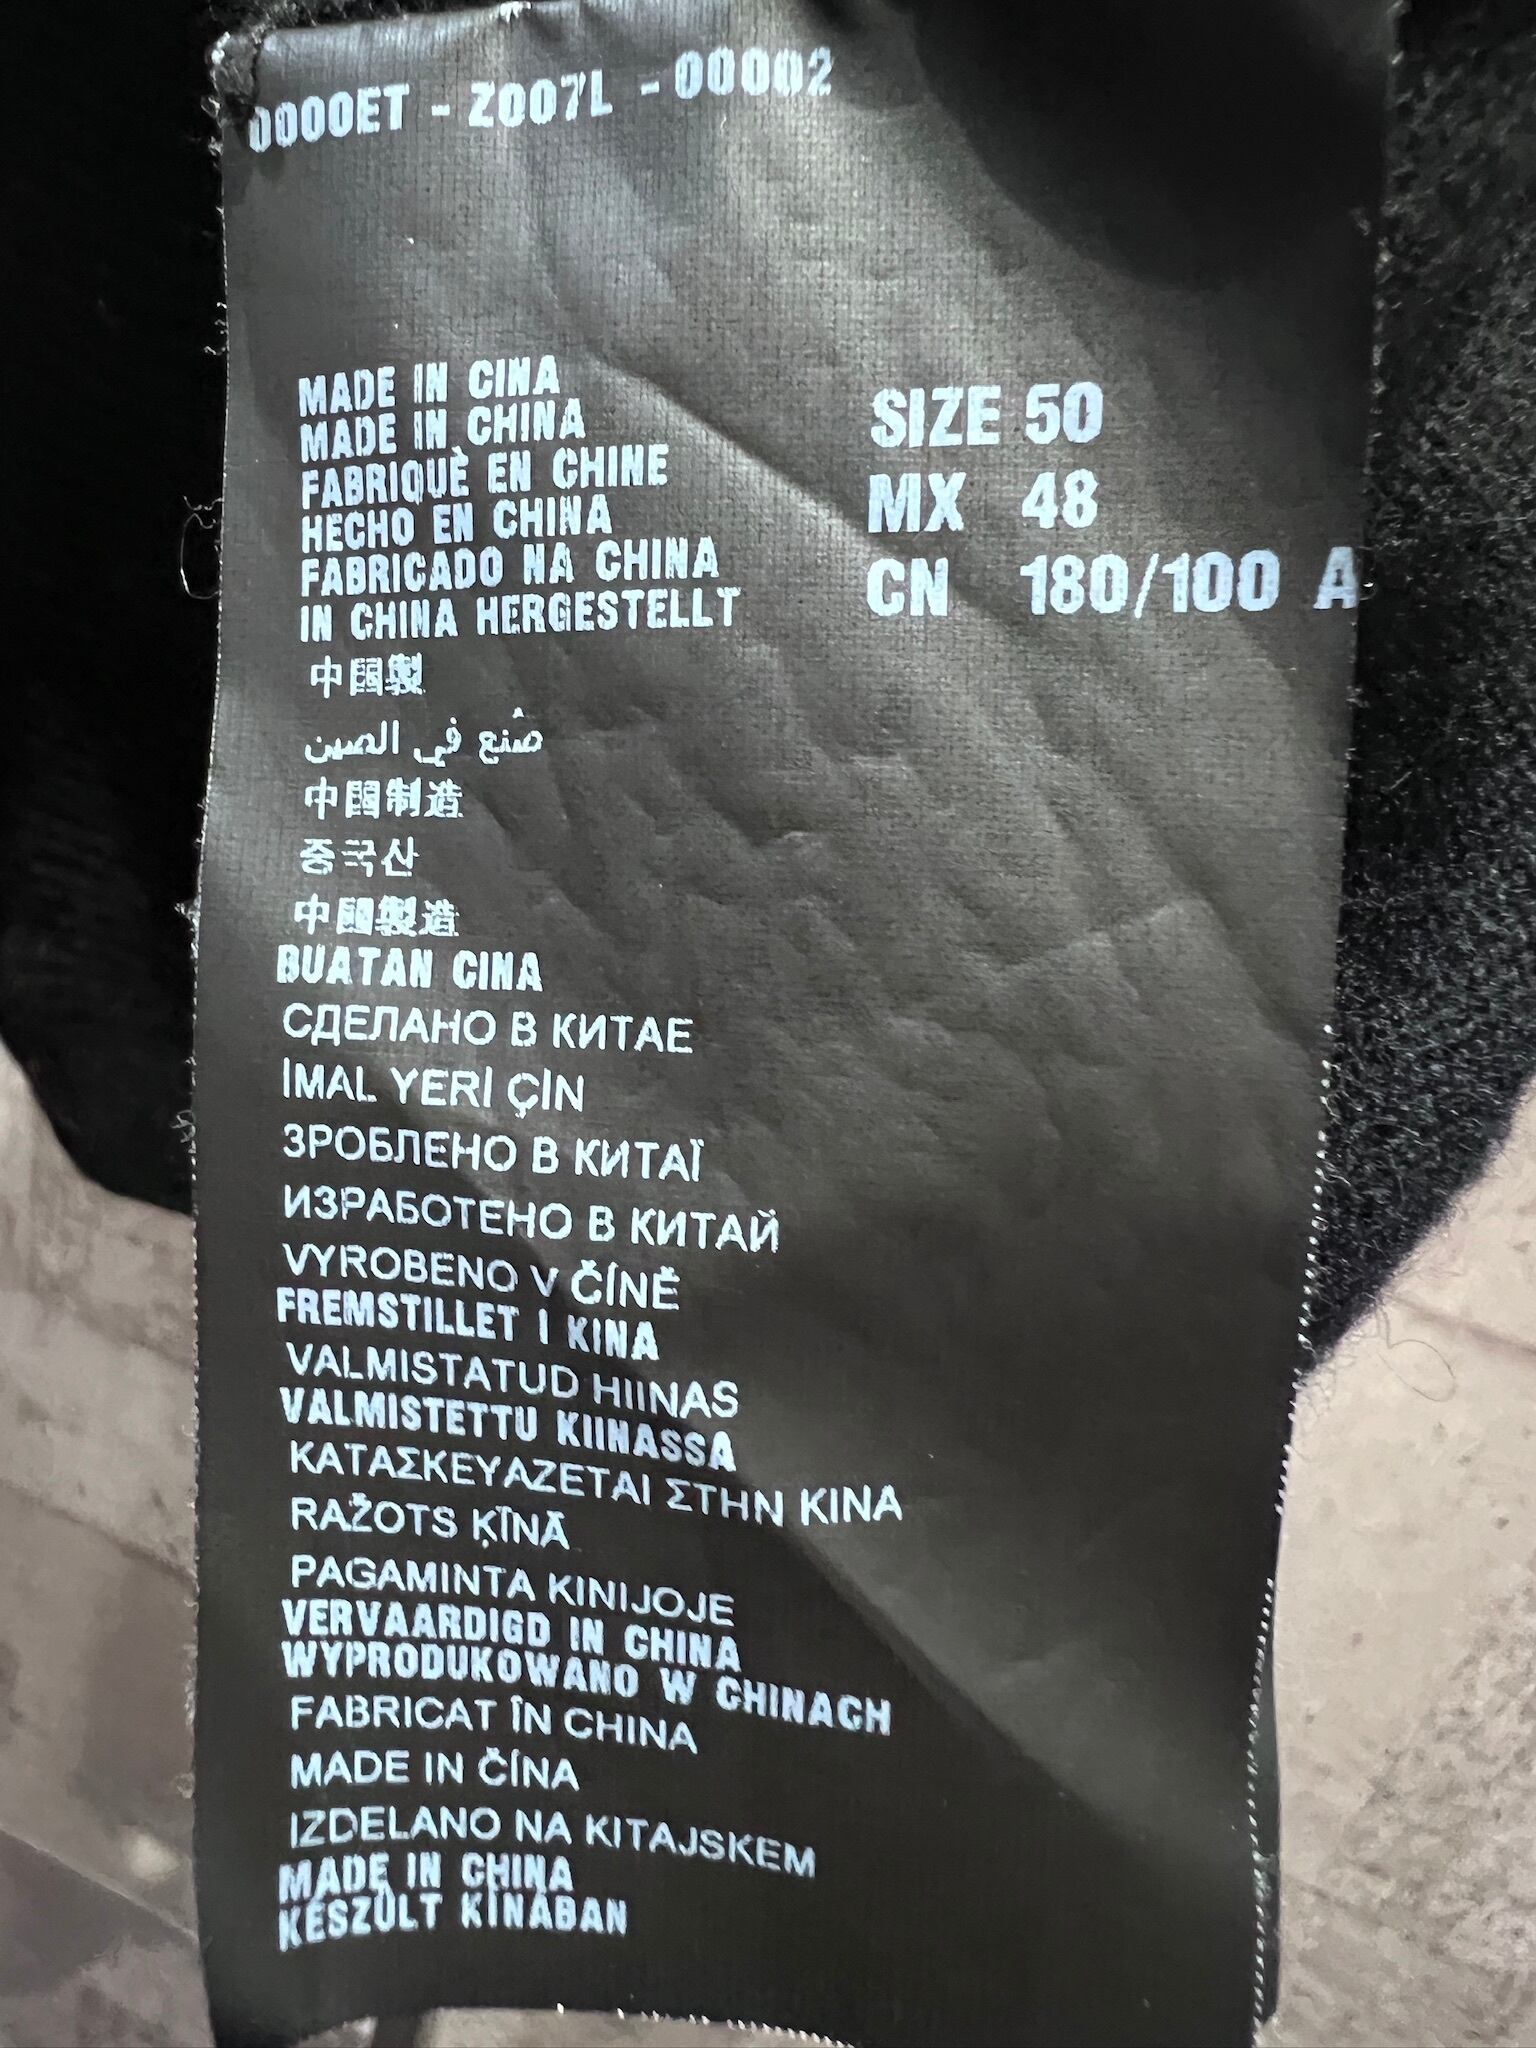 0000ET - Z007L - 00002
MADE IN CINA
MADE IN CHINA
FABRIQUÈ EN CHINE
HECHO EN CHINA
FABRICADO NA CHINA
IN CHINA HERGESTELLT
中国製
صُنع في الصين
中国制造
중국산
中國製造
BUATAN CINA
СДЕЛАНО В КИТАЕ
İMAL YERİ ÇİN
ЗРОБЛЕНО В КИТАЇ
ИЗРАБОТЕНО В КИТАЙ
VYROBENO V ČÍNĚ
FREMSTILLET I KINA
VALMISTATUD HIINAS
VALMISTETTU KIINASSA
ΚΑΤΑΣΚΕΥΑΖΕΤΑΙ ΣΤΗΝ ΚΙΝΑ
RAŽOTS ĶĪNĀ
PAGAMINTA KINIJOJE
VERVAARDIGD IN CHINA
WYPRODUKOWANO W CHINACH
FABRICAT ÎN CHINA
MADE IN ČÍNA
IZDELANO NA KITAJSKEM
MADE IN CHINA
KÉSZÜLT KÍNÁBAN
SIZE 50
MX 48
CN 180/100 A